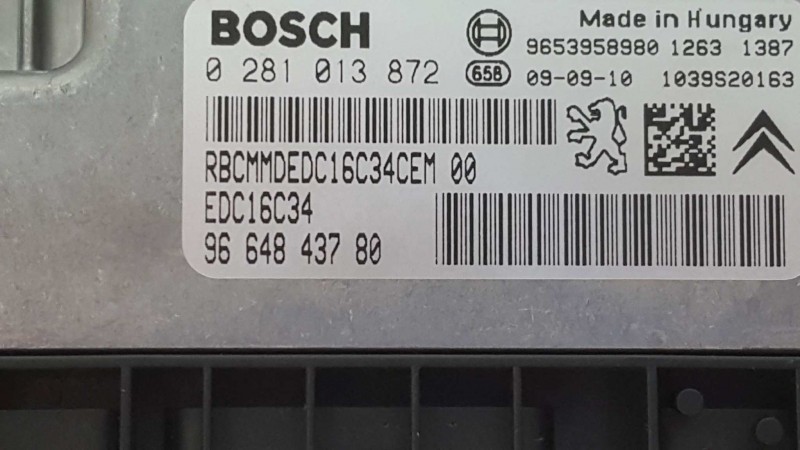 BOSCH
Made in Hungary
9653958980 1263 1387
0 281 013 872
658
09-09-10 1039S20163
RBCMMDEDC16C34CEM 00
EDC16C34
96 648 437 80